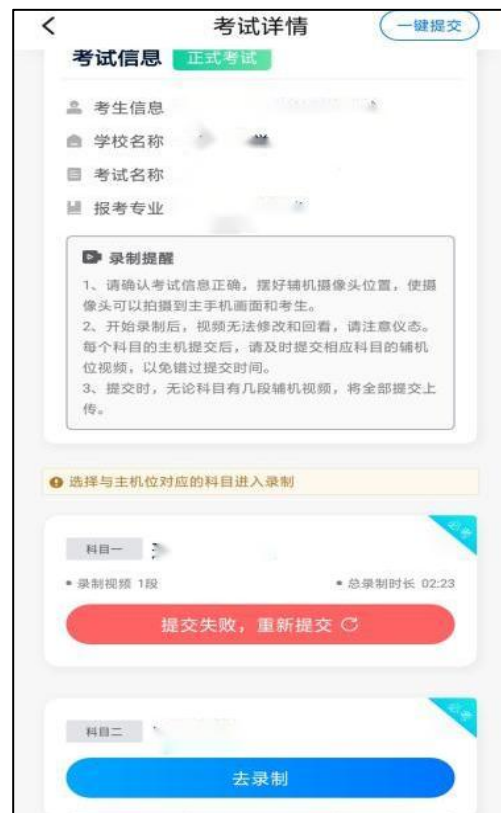 考试详情
一键提交
考试信息 正式考试
考生信息
学校名称
考试名称
报考专业
录制提醒
1、请确认考试信息正确，摆好辅机摄像头位置，使摄
像头可以拍摄到主手机画面和考生。
2、开始录制后，视频无法修改和回看，请注意仪态。
每个科目的主机提交后，请及时提交相应科目的辅机
位视频，以免错过提交时间。
3、提交时，无论科目有几段辅机视频，将全部提交上
传。
选择与主机位对应的科目进入录制
必考
科目一
录制视频 1段
总录制时长 02:23
提交失败，重新提交
必考
科目二
去录制